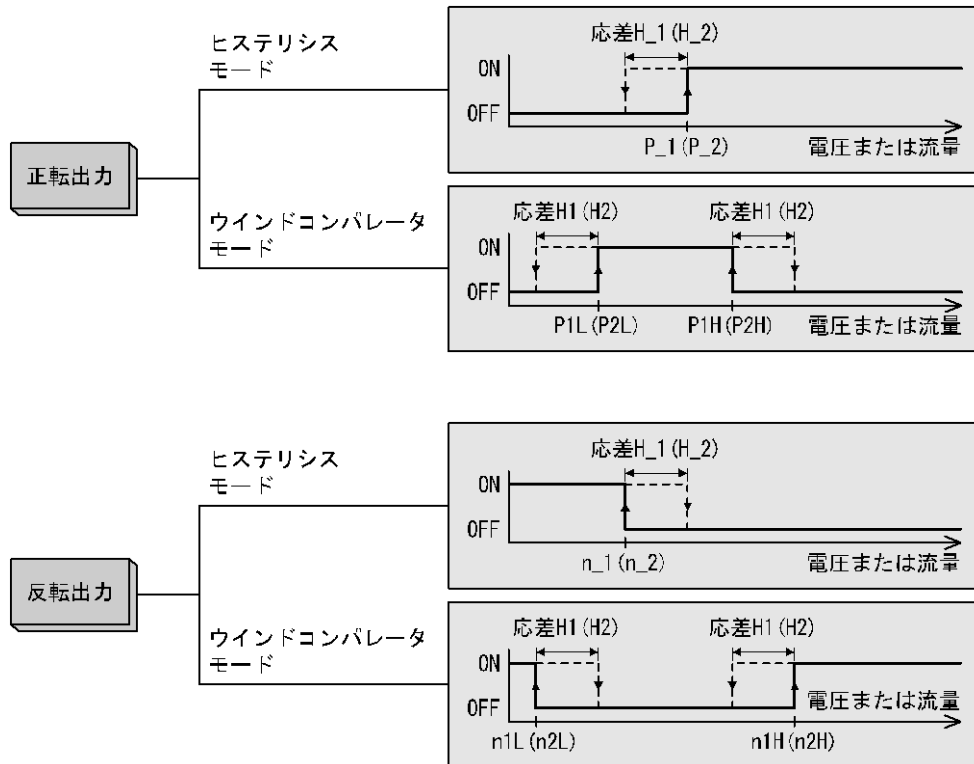 正転出力
ヒステリシス
モード
応差H_1(H_2)
ON
OFF
P_1(P_2)
電圧または流量
ウインドコンパレータ
モード
応差H1(H2)
応差H1(H2)
ON
OFF
P1L(P2L)
P1H(P2H)
電圧または流量
反転出力
ヒステリシス
モード
応差H_1(H_2)
ON
OFF
n_1(n_2)
電圧または流量
ウインドコンパレータ
モード
応差H1(H2)
応差H1(H2)
ON
OFF
電圧または流量
n1L(n2L)
n1H(n2H)